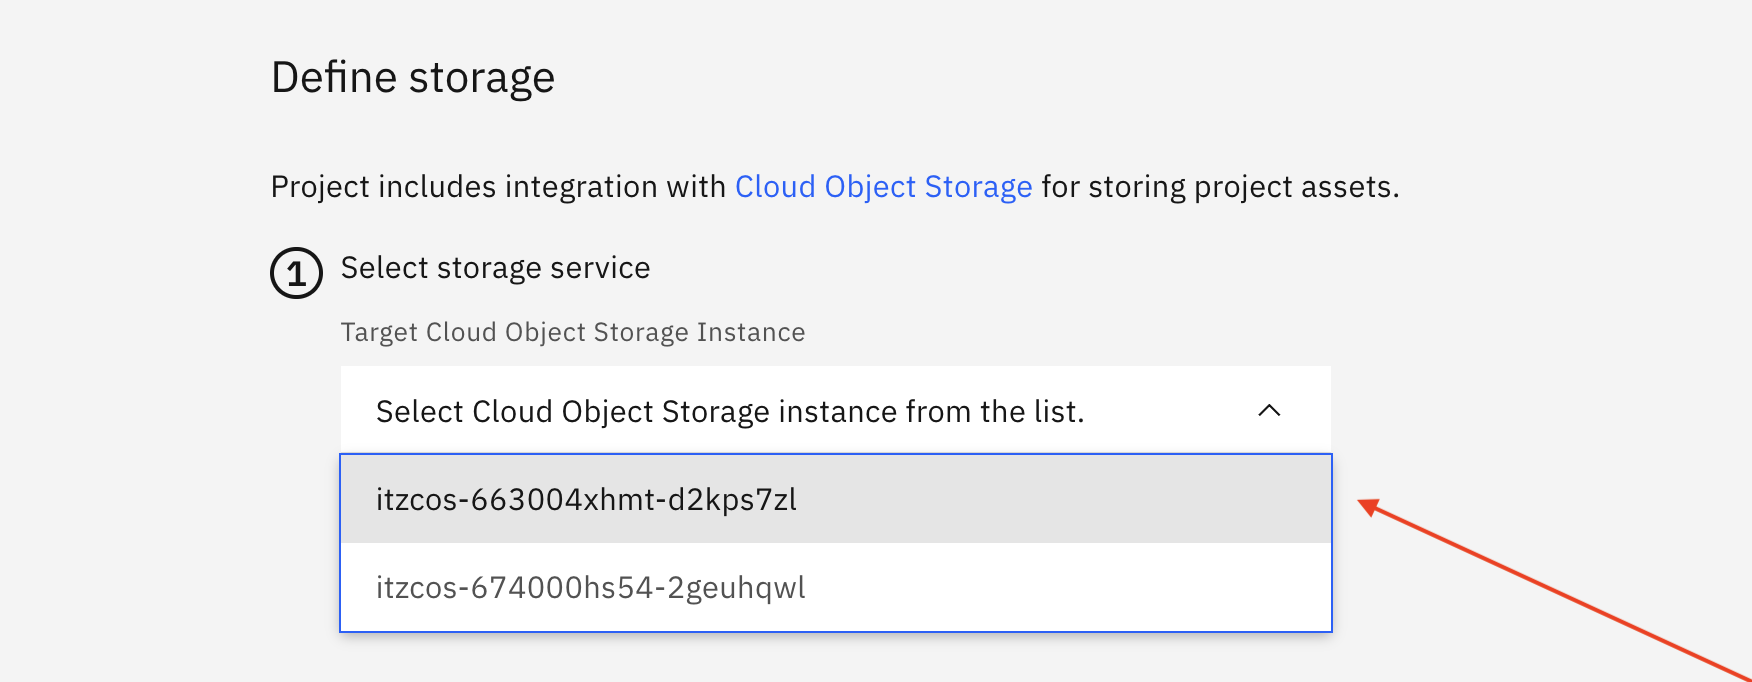 Define storage
Project includes integration with Cloud Object Storage for storing project assets.
1 Select storage service
Target Cloud Object Storage Instance
Select Cloud Object Storage instance from the list.
itzcos-663004xhmt-d2kps7zl
itzcos-674000hs54-2geuhqwl